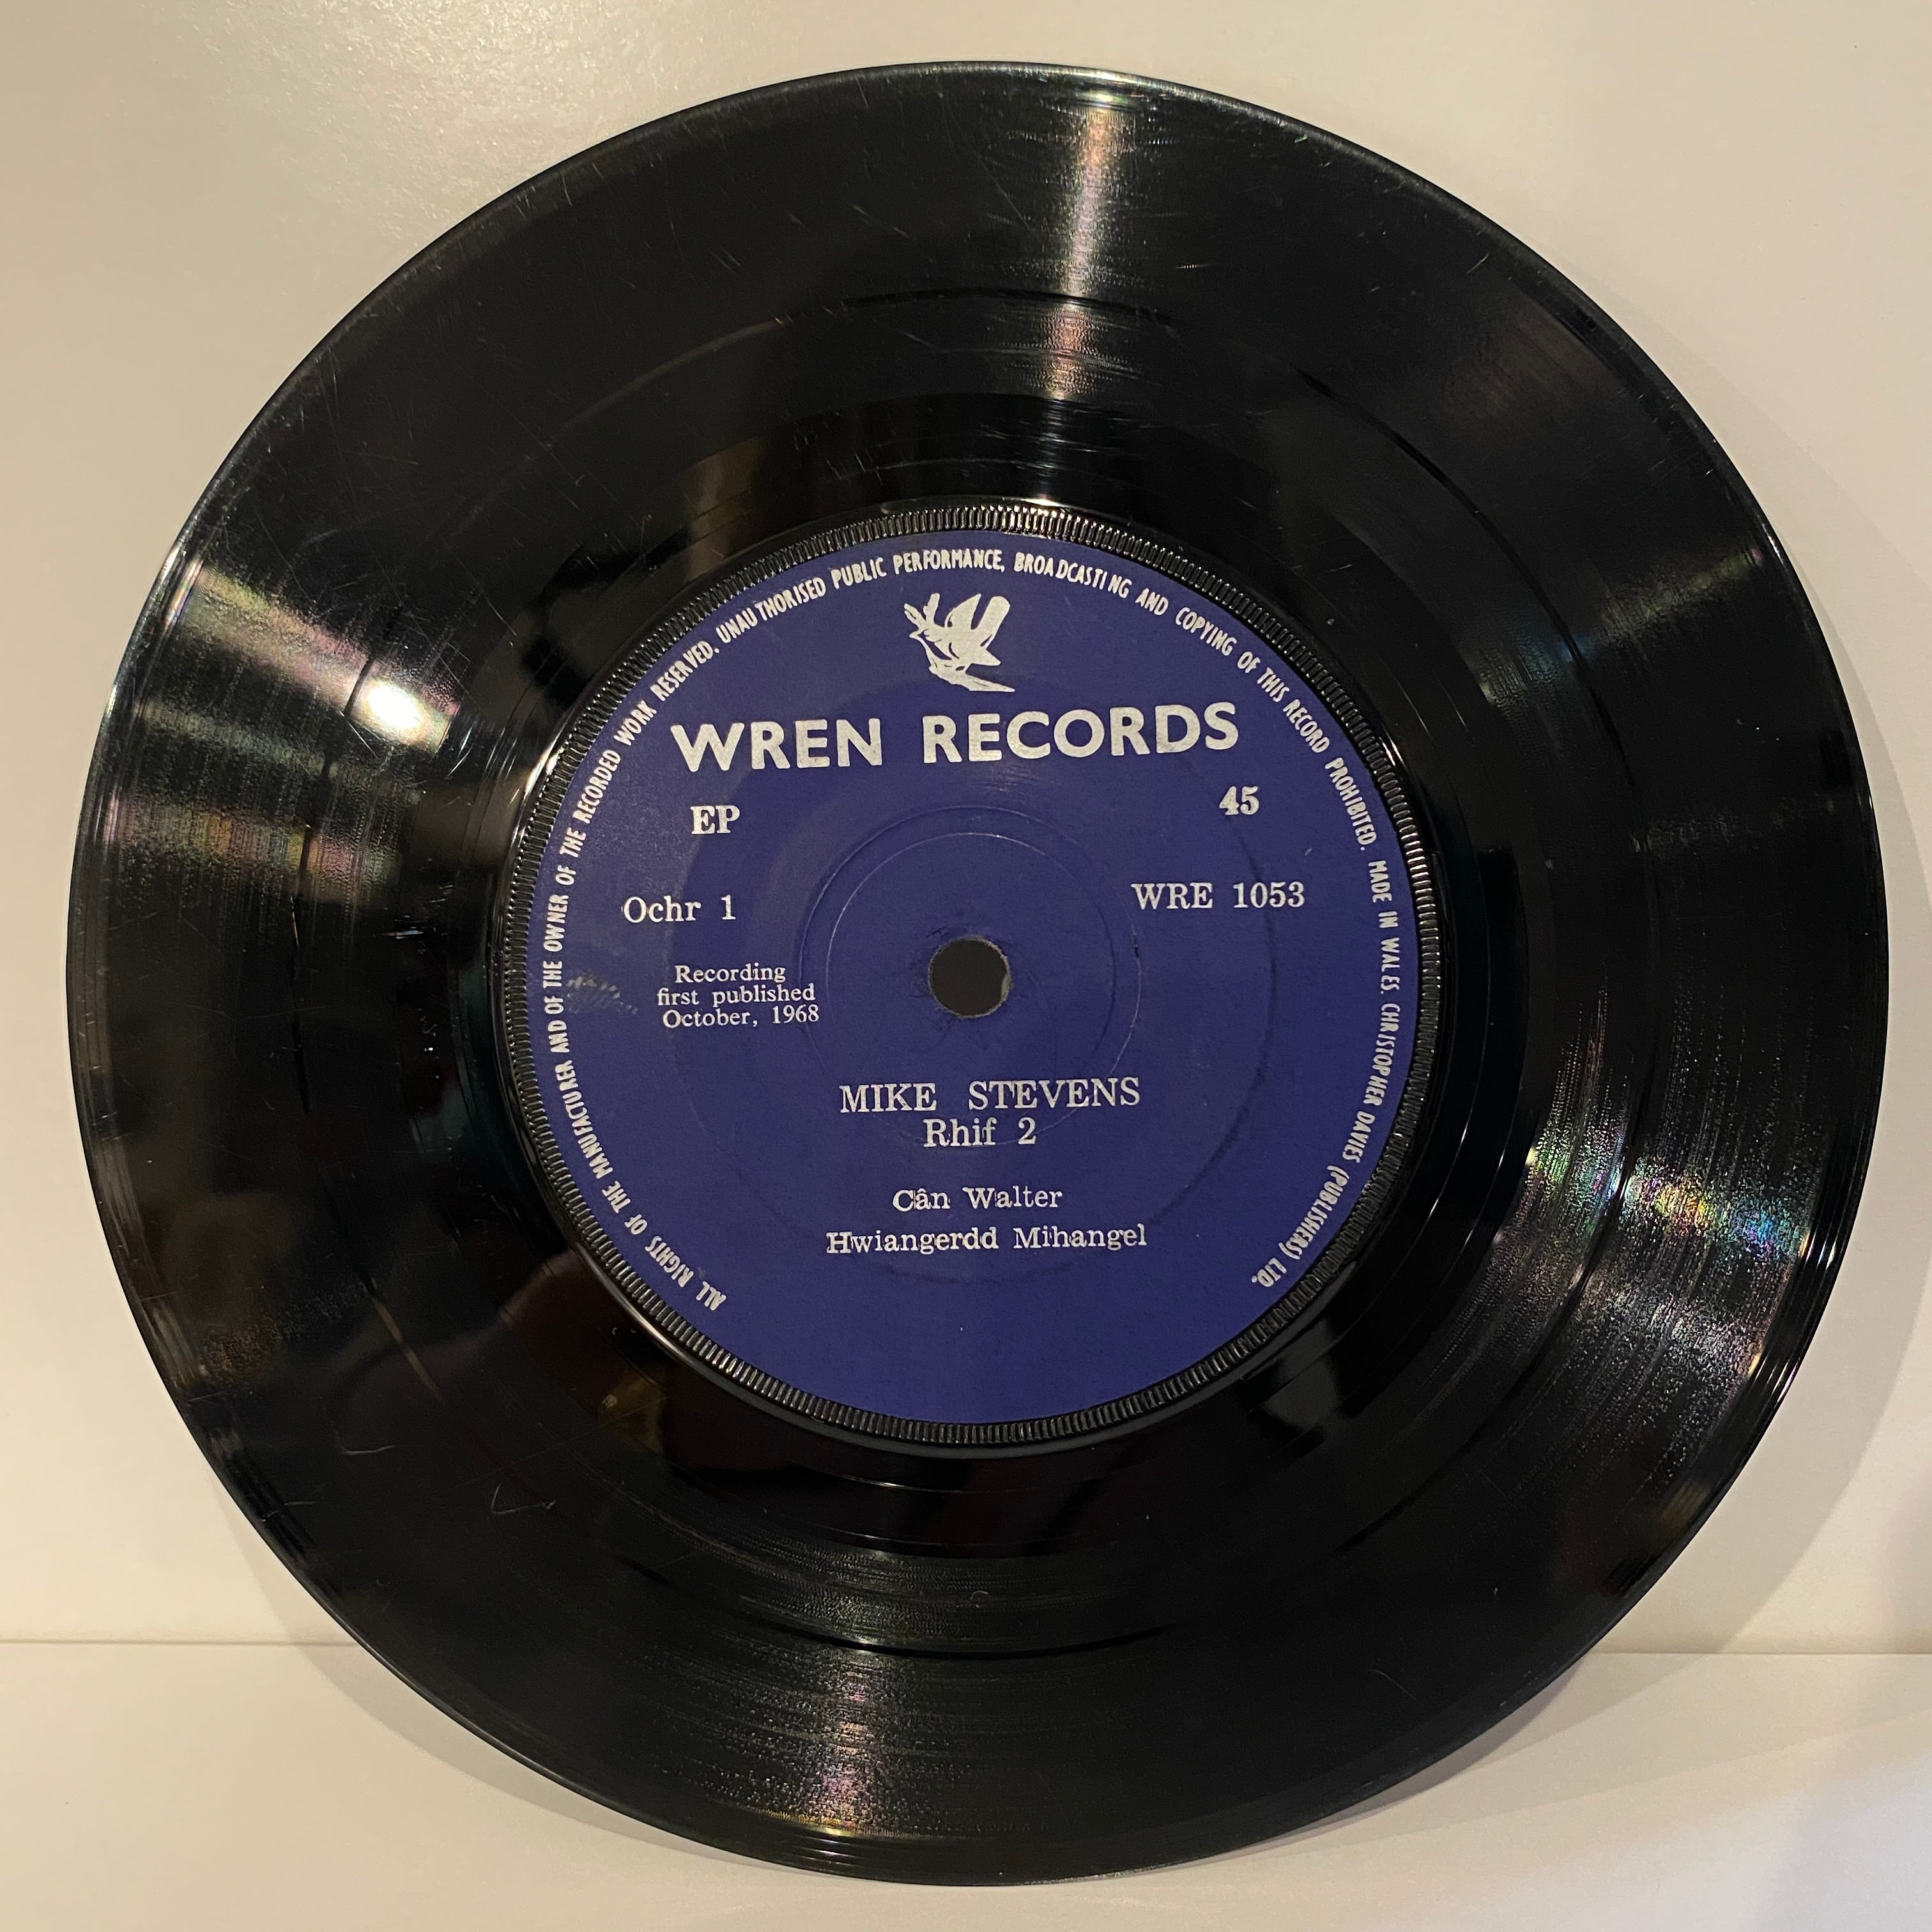 ALL RIGHTS OF THE MANUFACTURER AND OF THE OWNER OF THE RECORDED WORK RESERVED. UNAUTHORISED PUBLIC PERFORMANCE, BROADCASTING AND COPYING OF THIS RECORD PROHIBITED. MADE IN WALES. CHRISTOPHER DAVIES (PUBLISHERS) LTD.
WREN RECORDS
EP 45
Ochr 1 WRE 1053
Recording
first published
October, 1968
MIKE STEVENS
Rhif 2
Cân Walter
Hwiangerdd Mihangel